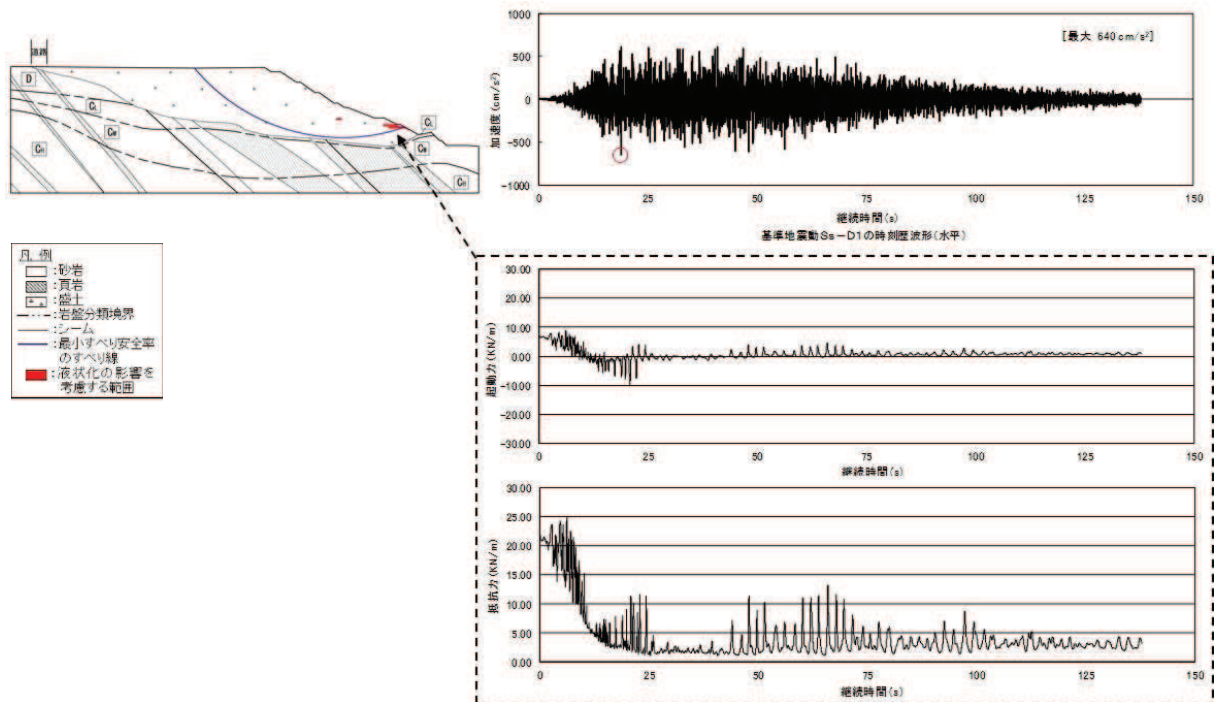 D
CL
CM
CH
CL
CM
CH
凡 例
:砂岩
:頁岩
:盛土
:岩盤分類境界
:シーム
:最小すべり安全率
のすべり線
:液状化の影響を
考慮する範囲
1000
500
0
-500
-1000
加速度(cm/s²)
[最大 640 cm/s²]
0 25 50 75 100 125 150
継続時間(s)
基準地震動Ss-D1の時刻歴波形(水平)
30.00
20.00
10.00
0.00
-10.00
-20.00
-30.00
起動力(KN/m)
0 25 50 75 100 125 150
継続時間(s)
30.00
25.00
20.00
15.00
10.00
5.00
0.00
抵抗力(KN/m)
0 25 50 75 100 125 150
継続時間(s)